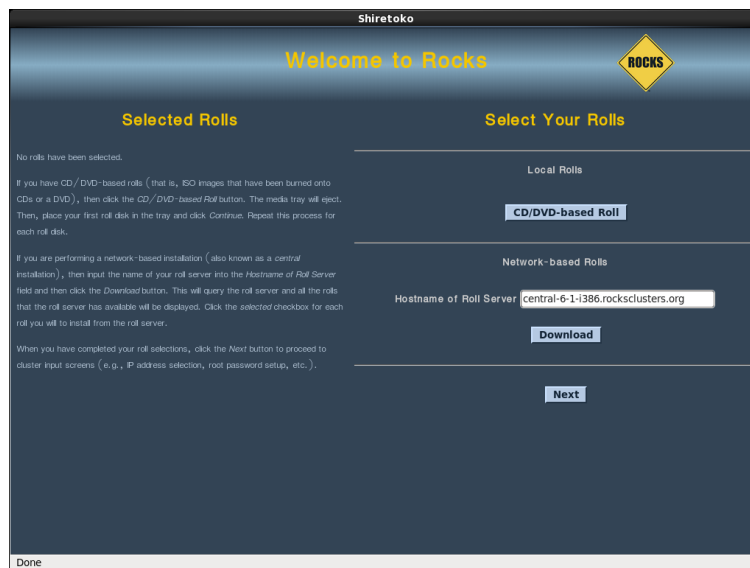 Shiretoko
Welcome to Rocks
ROCKS
Selected Rolls
No rolls have been selected.
If you have CD/DVD-based rolls (that is, ISO images that have been burned onto
CDs or a DVD), then click the CD/DVD-based Roll button. The media tray will eject.
Then, place your first roll disk in the tray and click Continue. Repeat this process for
each roll disk.
If you are performing a network-based installation (also known as a central
installation), then input the name of your roll server into the Hostname of Roll Server
field and then click the Download button. This will query the roll server and all the rolls
that the roll server has available will be displayed. Click the selected checkbox for each
roll you will to install from the roll server.
When you have completed your roll selections, click the Next button to proceed to
cluster input screens (e.g., IP address selection, root password setup, etc.).
Select Your Rolls
Local Rolls
CD/DVD-based Roll
Network-based Rolls
Hostname of Roll Server central-6-1-i386.rocksclusters.org
Download
Next
Done